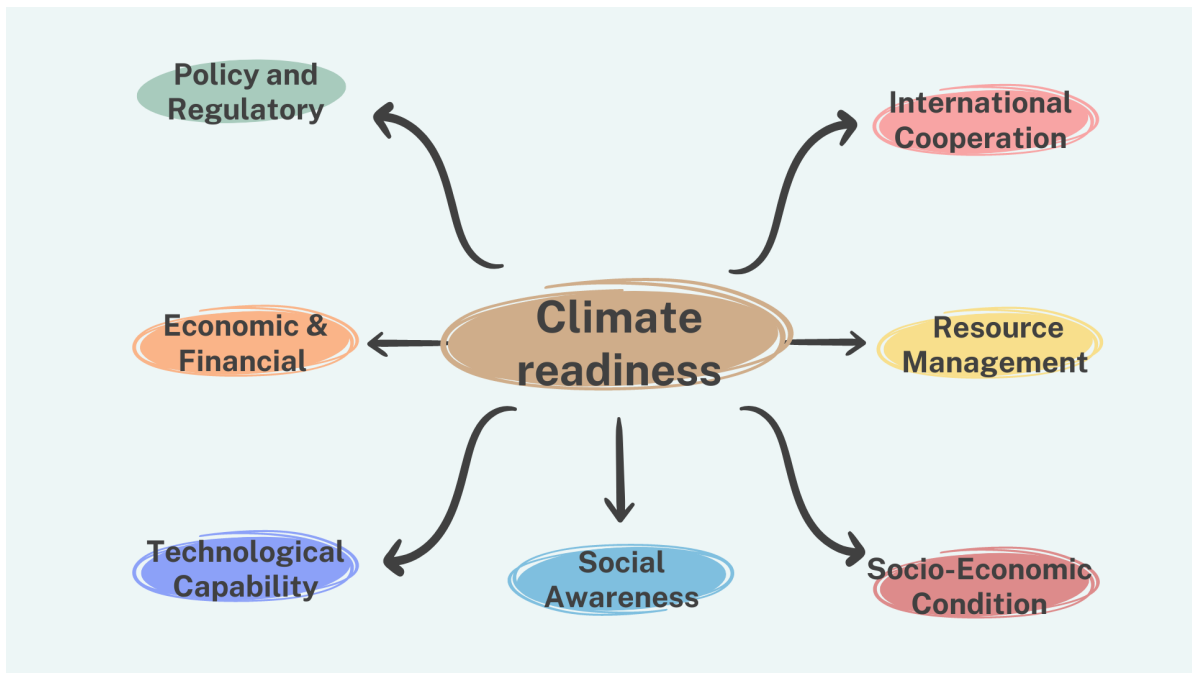 Policy and
Regulatory
International
Cooperation
Economic &
Financial
Climate
readiness
Resource
Management
Technological
Capability
Social
Awareness
Socio-Economic
Condition